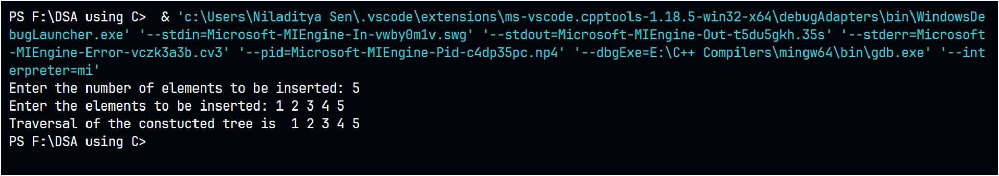 PS F:\DSA using C>  & 'c:\Users\Niladitya Sen\.vscode\extensions\ms-vscode.cpptools-1.18.5-win32-x64\debugAdapters\bin\WindowsDe
bugLauncher.exe' '--stdin=Microsoft-MIEngine-In-vwby0m1v.swg' '--stdout=Microsoft-MIEngine-Out-t5du5gkh.35s' '--stderr=Microsoft
-MIEngine-Error-vczk3a3b.cv3' '--pid=Microsoft-MIEngine-Pid-c4dp35pc.np4' '--dbgExe=E:\C++ Compilers\mingw64\bin\gdb.exe' '--int
erpreter=mi'
Enter the number of elements to be inserted: 5
Enter the elements to be inserted: 1 2 3 4 5
Traversal of the constucted tree is  1 2 3 4 5
PS F:\DSA using C>